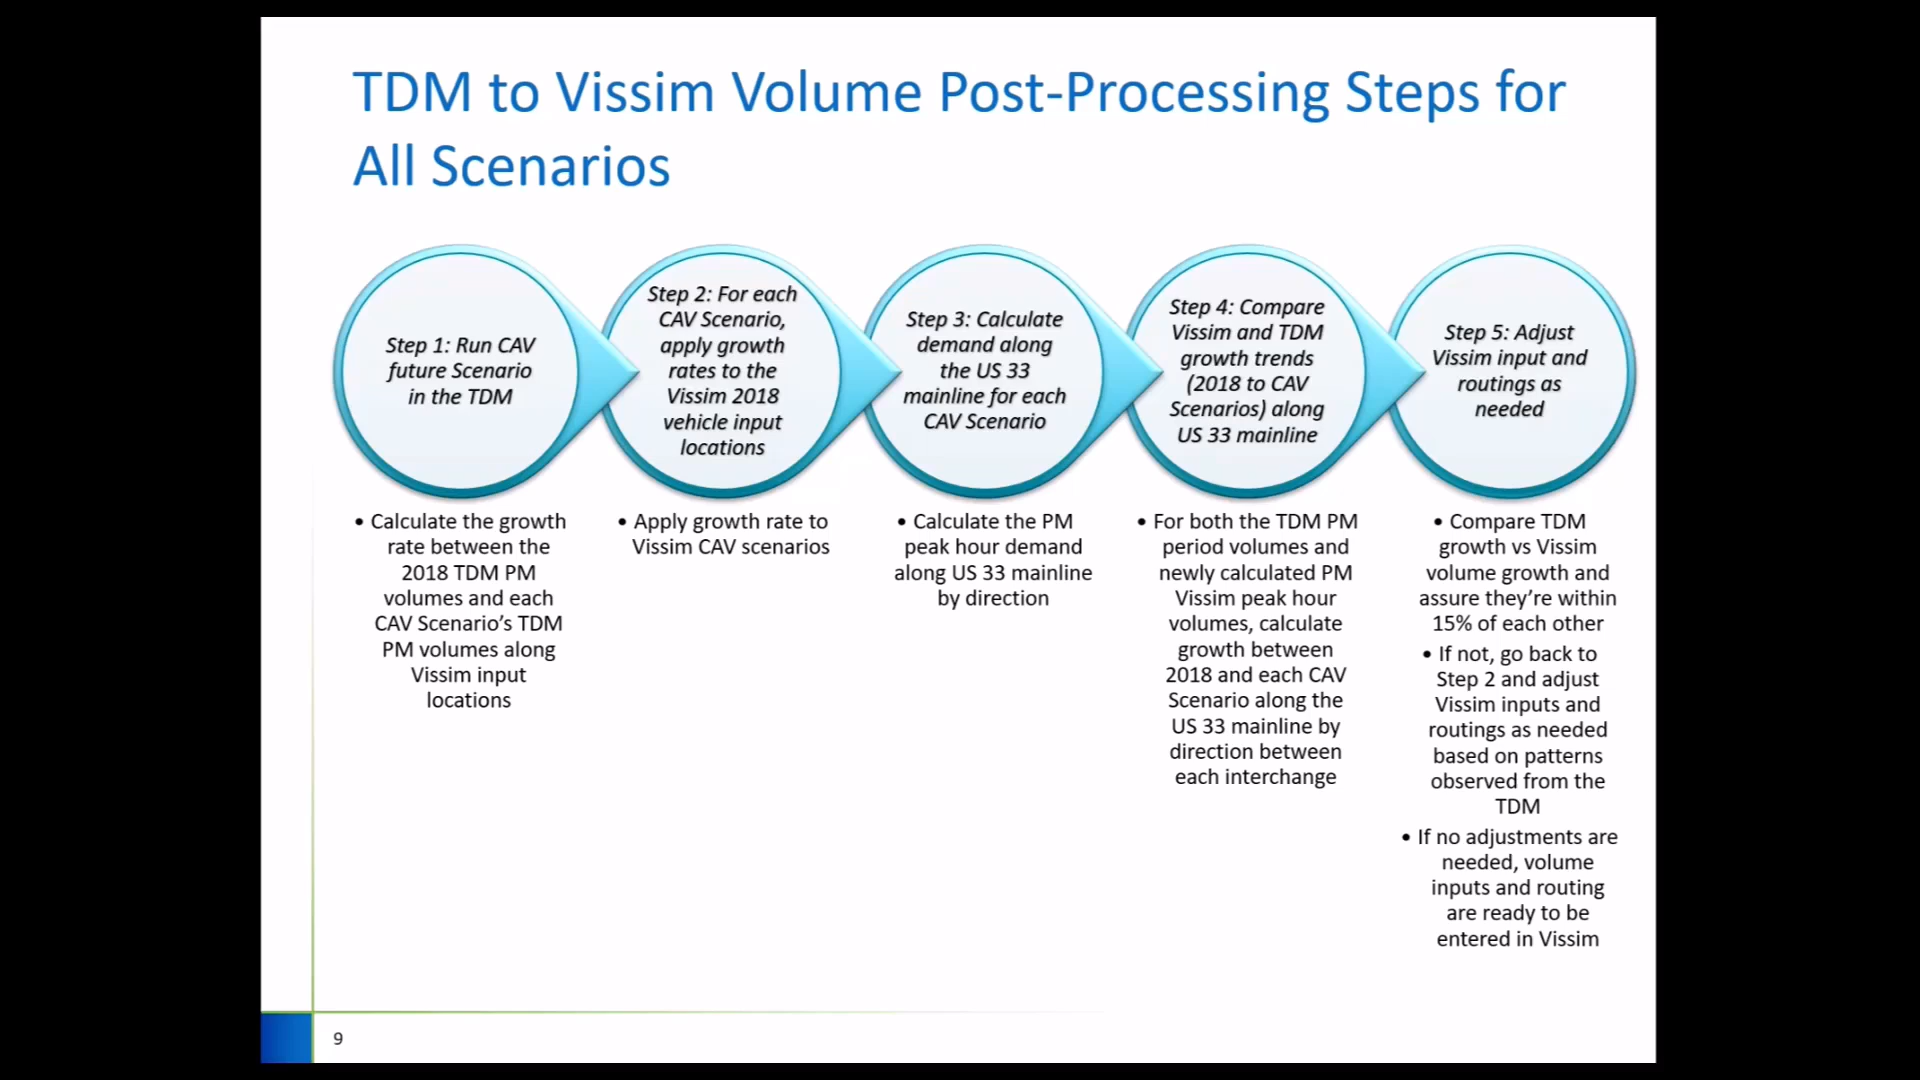 TDM to Vissim Volume Post-Processing Steps for
All Scenarios
Step 1: Run CAV
future Scenario
in the TDM
Step 2: For each
CAV Scenario,
apply growth
rates to the
Vissim 2018
vehicle input
locations
Step 3: Calculate
demand along
the US 33
mainline for each
CAV Scenario
Step 4: Compare
Vissim and TDM
growth trends
(2018 to CAV
Scenarios) along
US 33 mainline
Step 5: Adjust
Vissim input and
routings as
needed
• Calculate the growth
rate between the
2018 TDM PM
volumes and each
CAV Scenario’s TDM
PM volumes along
Vissim input
locations
• Apply growth rate to
Vissim CAV scenarios
• Calculate the PM
peak hour demand
along US 33 mainline
by direction
• For both the TDM PM
period volumes and
newly calculated PM
Vissim peak hour
volumes, calculate
growth between
2018 and each CAV
Scenario along the
US 33 mainline by
direction between
each interchange
• Compare TDM
growth vs Vissim
volume growth and
assure they’re within
15% of each other
• If not, go back to
Step 2 and adjust
Vissim inputs and
routings as needed
based on patterns
observed from the
TDM
• If no adjustments are
needed, volume
inputs and routing
are ready to be
entered in Vissim
9